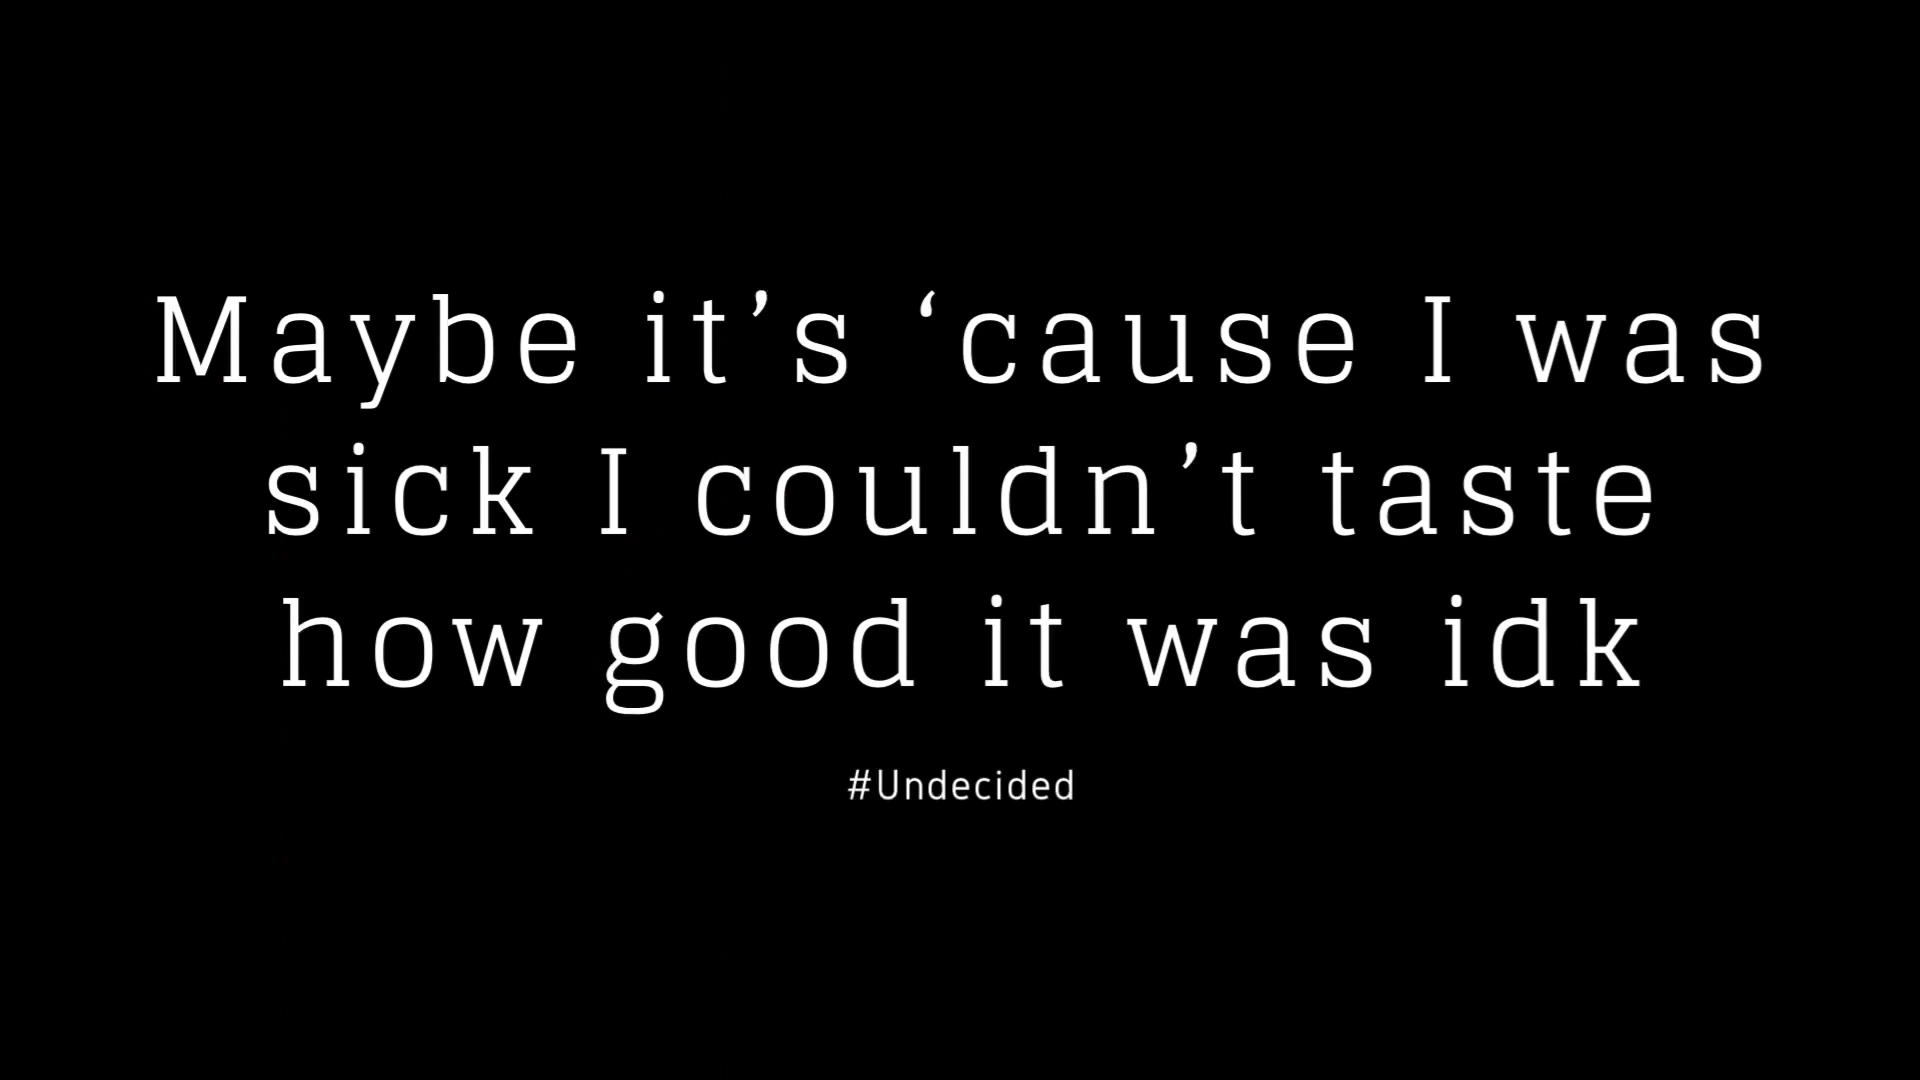 Maybe it’s ‘cause I was
sick I couldn’t taste
how good it was idk
#Undecided